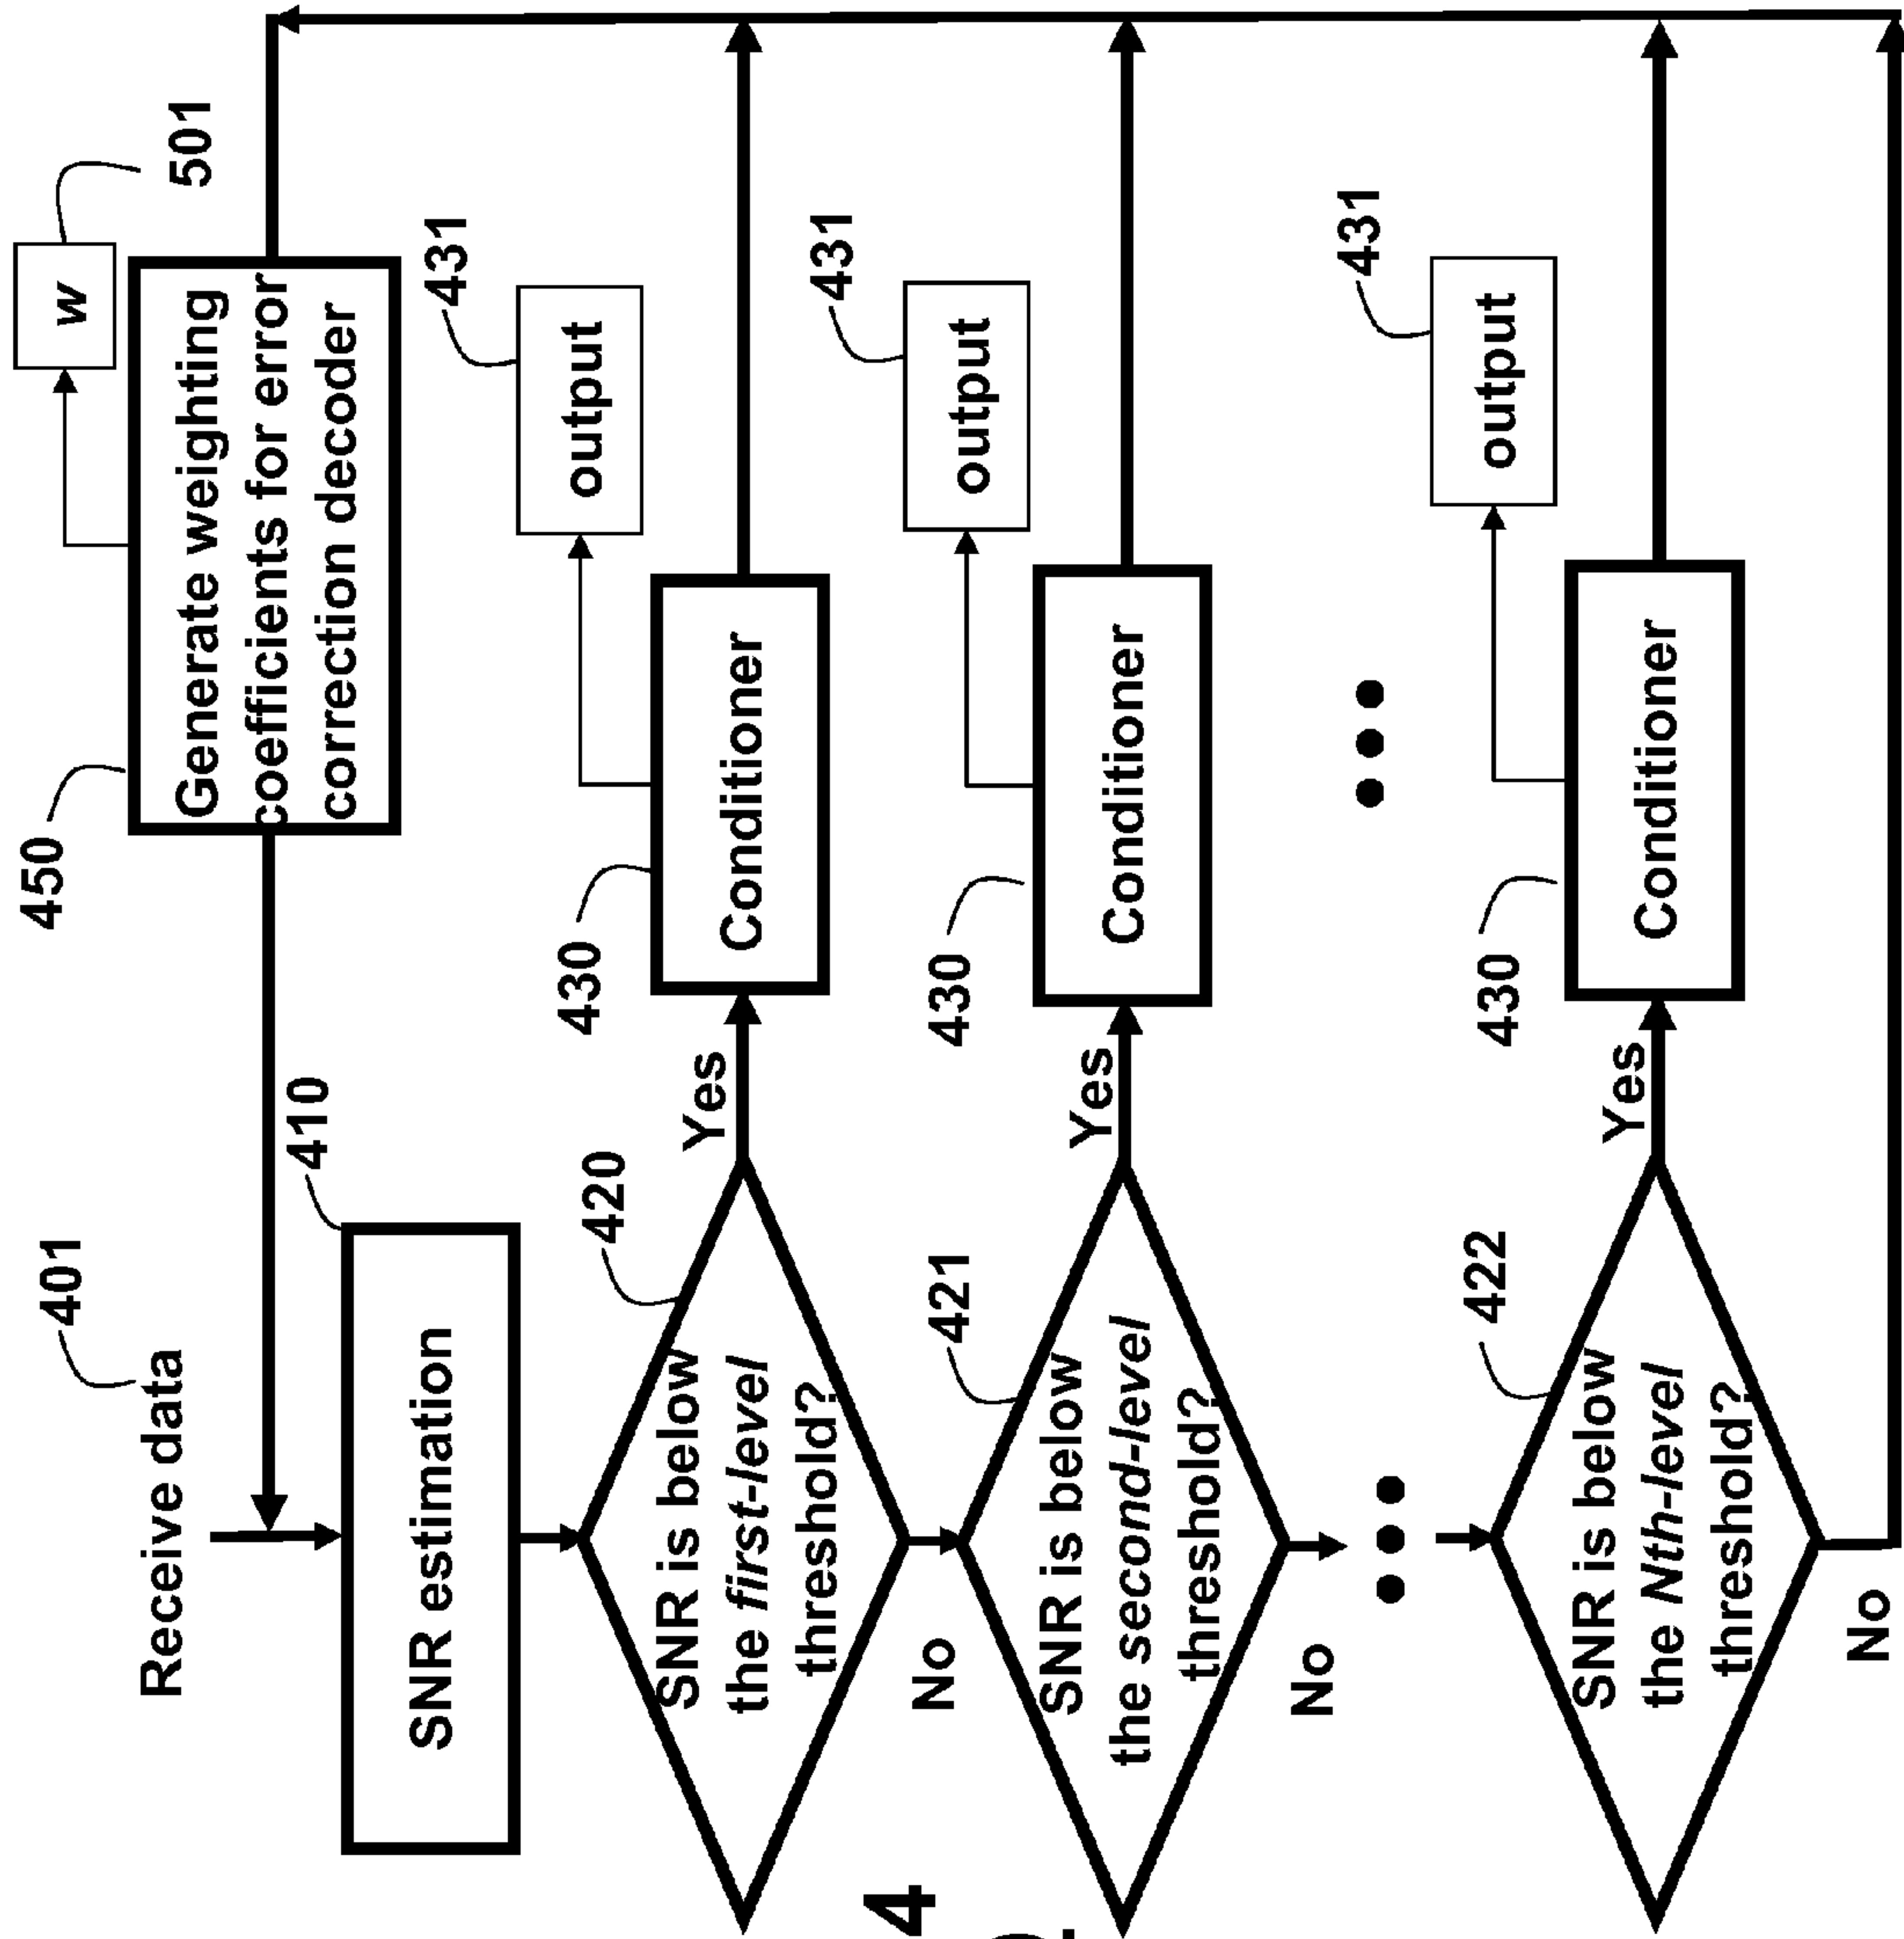 401
Receive data
450
Generate weighting
coefficients for error
correction decoder
w
501
410
SNR estimation
420
SNR is below
the first-level
threshold?
Yes
430
Conditioner
output
431
No
421
SNR is below
the second-level
threshold?
Yes
430
Conditioner
output
431
No
422
SNR is below
the Nth-level
threshold?
Yes
430
Conditioner
output
431
No
4